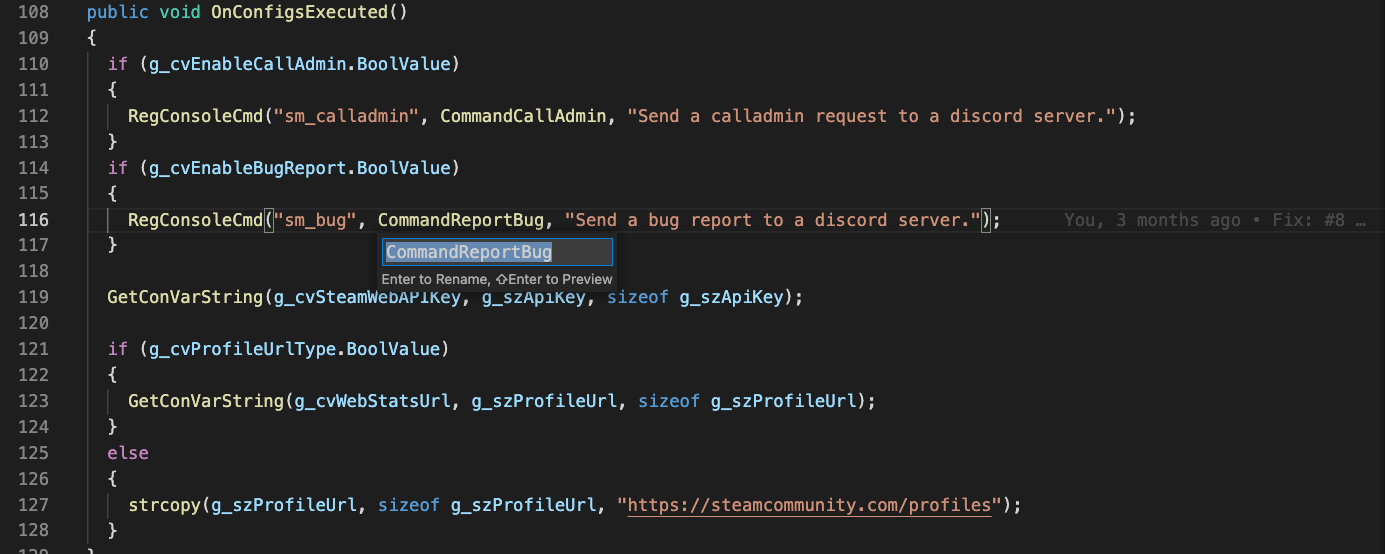 108 public void OnConfigsExecuted()
109 {
110 if (g_cvEnableCallAdmin.BoolValue)
111 {
112 RegConsoleCmd("sm_calladmin", CommandCallAdmin, "Send a calladmin request to a discord server.");
113 }
114 if (g_cvEnableBugReport.BoolValue)
115 {
116 RegConsoleCmd("sm_bug", CommandReportBug, "Send a bug report to a discord server."); You, 3 months ago • Fix: #8 …
117 }
CommandReportBug
118
Enter to Rename, ⇧Enter to Preview
119 GetConVarString(g_cvSteamWebAPIKey, g_szApiKey, sizeof g_szApiKey);
120
121 if (g_cvProfileUrlType.BoolValue)
122 {
123 GetConVarString(g_cvWebStatsUrl, g_szProfileUrl, sizeof g_szProfileUrl);
124 }
125 else
126 {
127 strcopy(g_szProfileUrl, sizeof g_szProfileUrl, "https://steamcommunity.com/profiles");
128 }